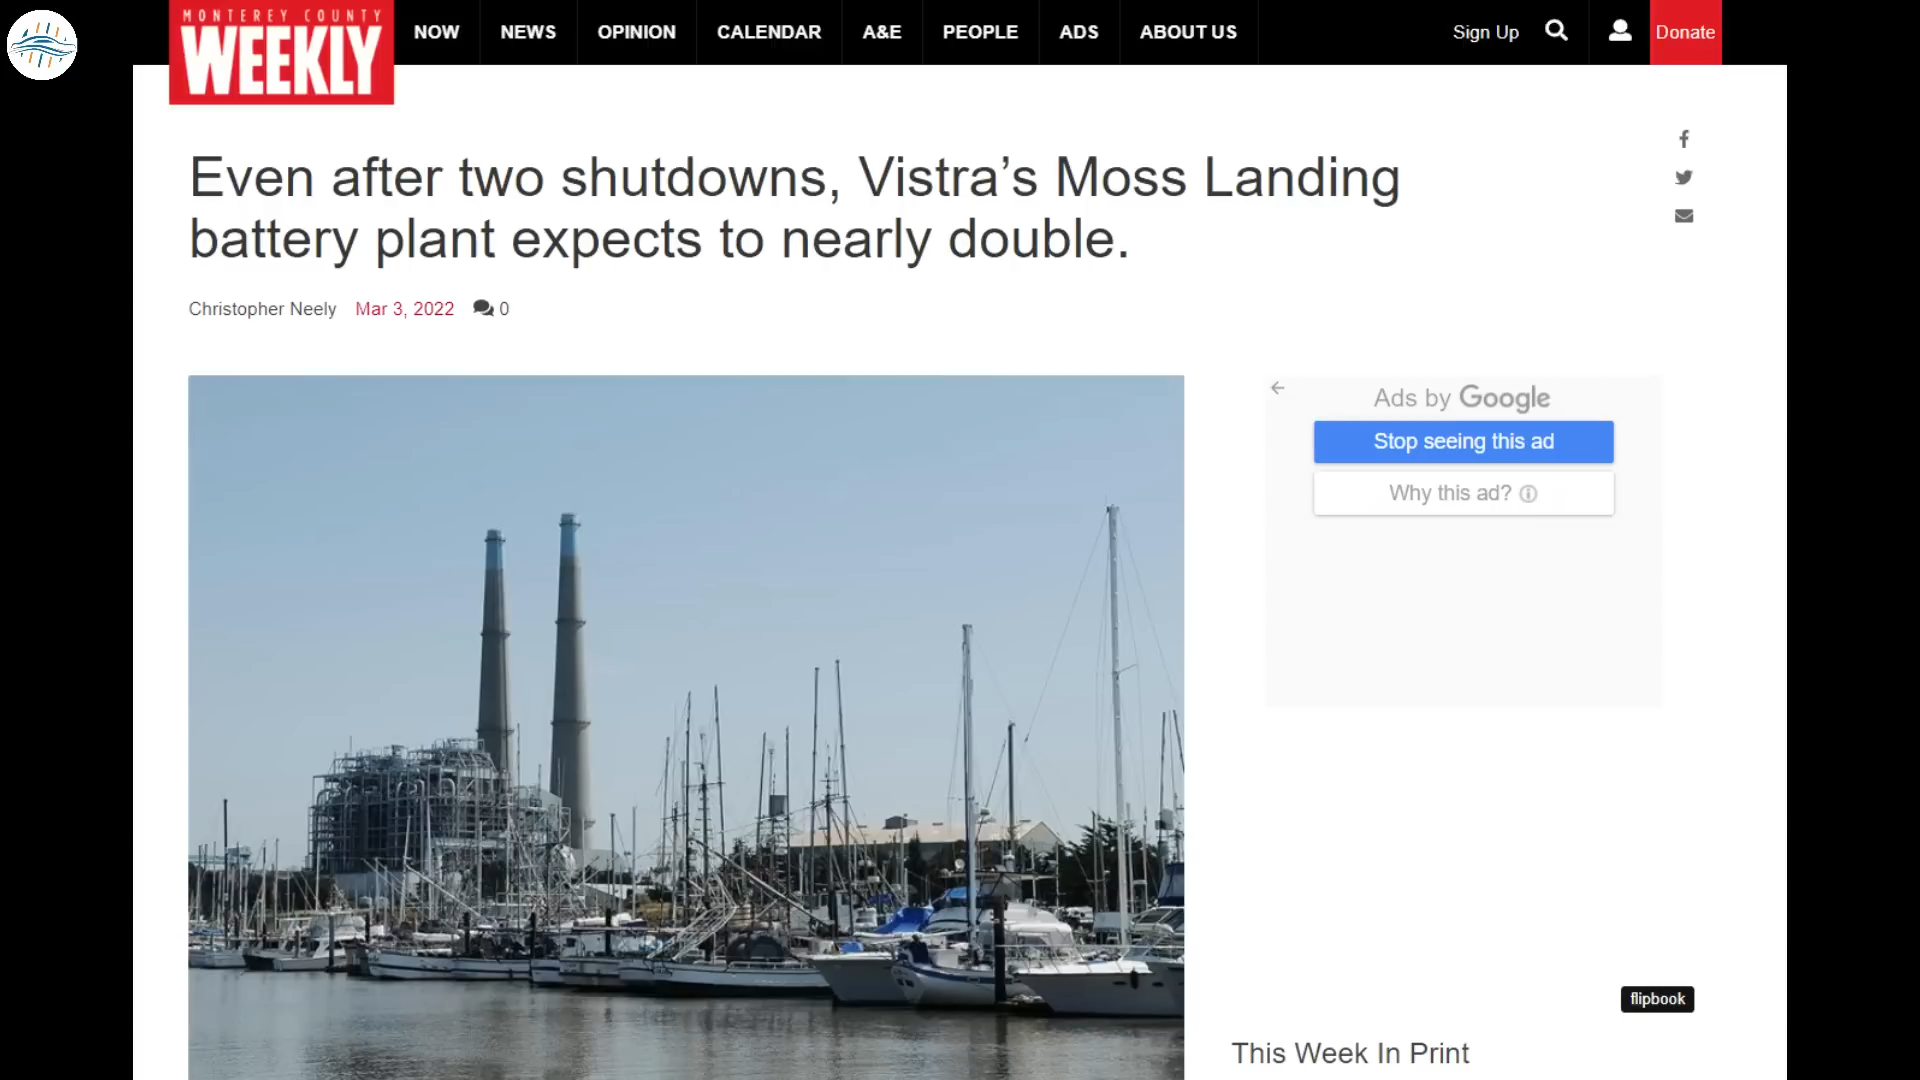 MONTEREY COUNTY
WEEKLY
NOW
NEWS
OPINION
CALENDAR
A&E
PEOPLE
ADS
ABOUT US
Sign Up
Donate
Even after two shutdowns, Vistra’s Moss Landing
battery plant expects to nearly double.
Christopher Neely Mar 3, 2022 0
Ads by Google
Stop seeing this ad
Why this ad?
flipbook
This Week In Print